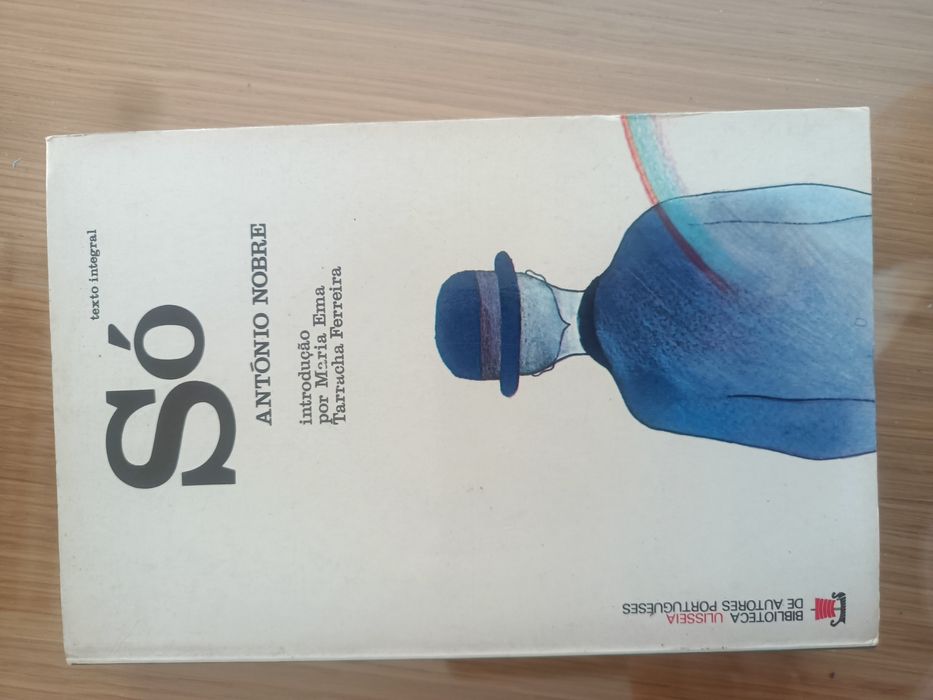 texto integral
Só
ANTÓNIO NOBRE
introdução
por Maria Ema
Tarracha Ferreira
BIBLIOTECA ULISSEIA
DE AUTORES PORTUGUESES